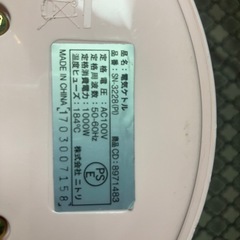 品名：電気ケトル
SN-3228(PI) 商品CD：8971483
定格電圧：AC100V
定格周波数：50-60Hz
定格消費電力：1000W
温度ヒューズ：184℃
株式会社ニトリ
MADE IN CHINA
1703007158
PS
E